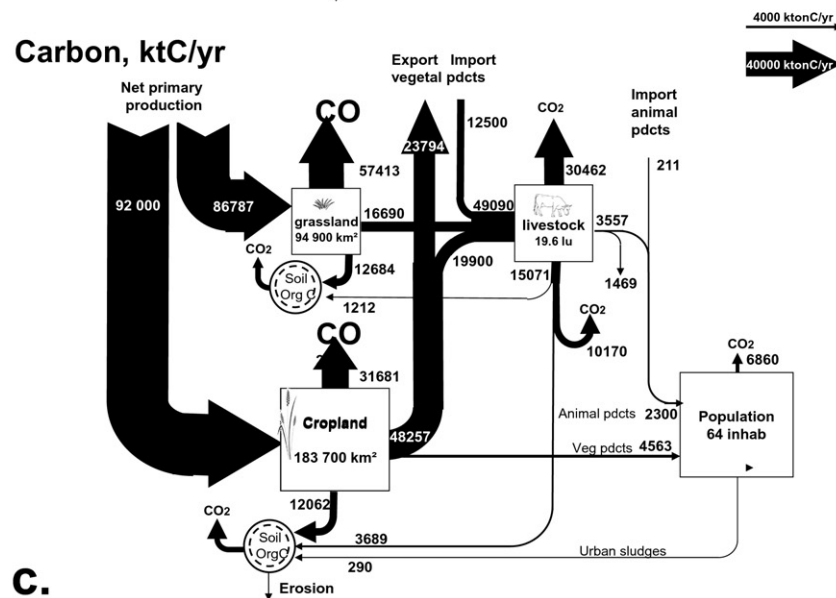 4000 ktonC/yr
Carbon, ktC/yr
40000 ktonC/yr
Export Import
vegetal pdcts
Net primary
production
CO
CO2
Import
animal
pdcts
12500
23794
57413
30462
211
92 000
86787
16690
49090
grassland
94 900 km²
livestock
19.6 lu
3557
CO2
12684
19900
15071
1469
Soil
Org C
1212
CO
CO2
10170
CO2
6860
31681
Cropland
183 700 km²
48257
Animal pdcts 2300
Population
64 inhab
Veg pdcts 4563
12062
CO2
Soil
Org C
3689
290
Urban sludges
c.
Erosion